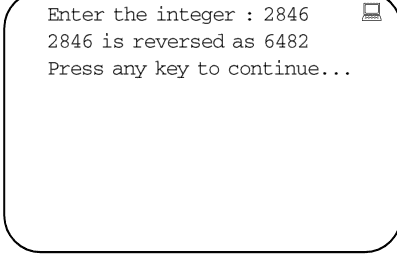 Enter the integer : 2846
2846 is reversed as 6482
Press any key to continue...